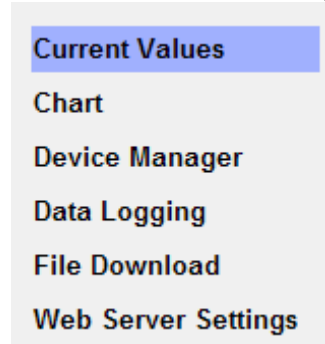 Current Values
Chart
Device Manager
Data Logging
File Download
Web Server Settings